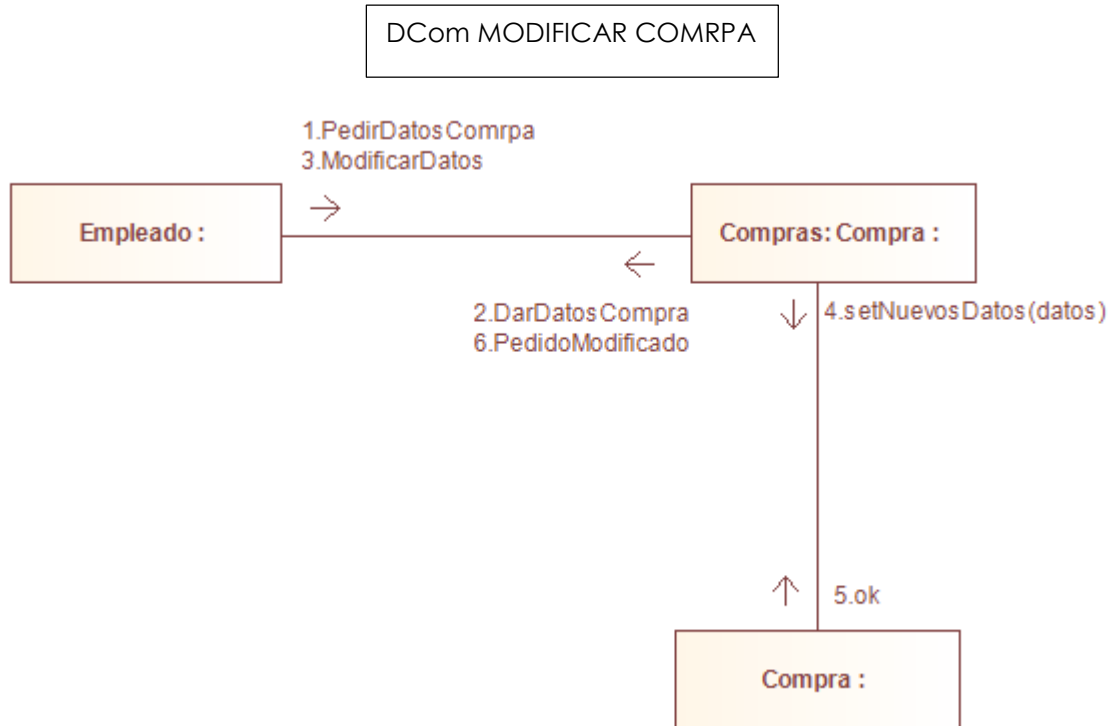 DCom MODIFICAR COMRPA
1.PedirDatosComrpa
3.ModificarDatos
Empleado :
Compras: Compra :
2.DarDatosCompra
6.PedidoModificado
4.setNuevosDatos(datos)
5.ok
Compra :